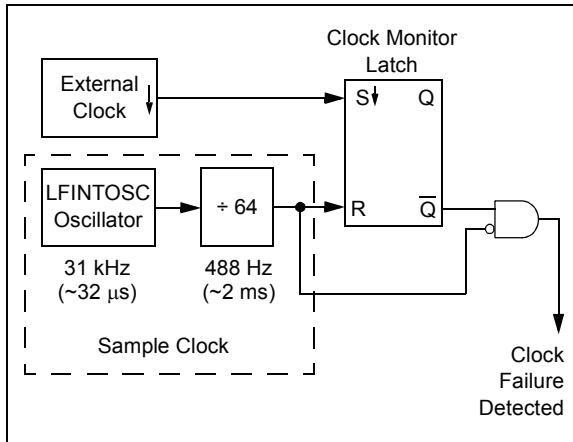 Clock Monitor
Latch
External
Clock
S
Q
LFINTOSC
Oscillator
÷ 64
R
Q̅
31 kHz
(~32 μs)
488 Hz
(~2 ms)
Sample Clock
Clock
Failure
Detected